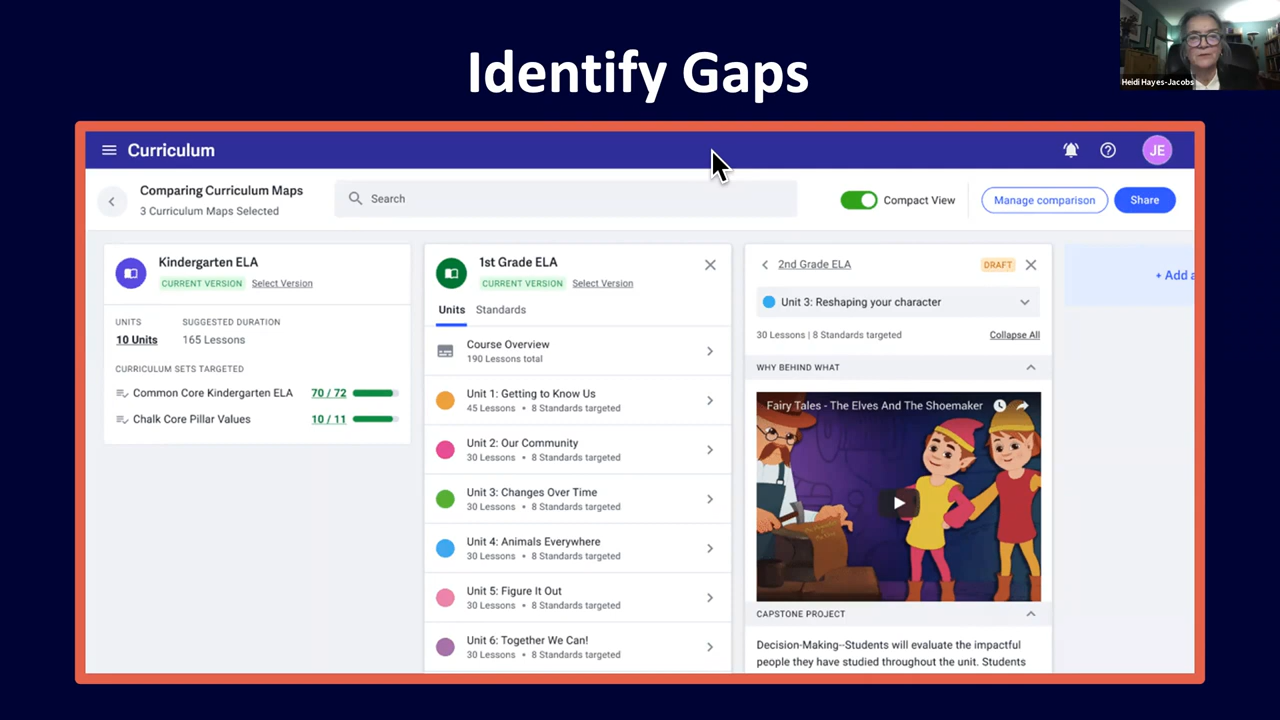 Identify Gaps
Heidi Hayes-Jacobs
Curriculum
JE
Comparing Curriculum Maps
3 Curriculum Maps Selected
Search
Compact View
Manage comparison
Share
Kindergarten ELA
CURRENT VERSION Select Version
UNITS SUGGESTED DURATION
10 Units 165 Lessons
CURRICULUM SETS TARGETED
Common Core Kindergarten ELA 70 / 72
Chalk Core Pillar Values 10 / 11
1st Grade ELA
CURRENT VERSION Select Version
Units Standards
Course Overview
190 Lessons total
Unit 1: Getting to Know Us
45 Lessons • 8 Standards targeted
Unit 2: Our Community
30 Lessons • 8 Standards targeted
Unit 3: Changes Over Time
30 Lessons • 8 Standards targeted
Unit 4: Animals Everywhere
30 Lessons • 8 Standards targeted
Unit 5: Figure It Out
30 Lessons • 8 Standards targeted
Unit 6: Together We Can!
30 Lessons • 8 Standards targeted
2nd Grade ELA DRAFT
Unit 3: Reshaping your character
30 Lessons | 8 Standards targeted Collapse All
WHY BEHIND WHAT
Fairy Tales - The Elves And The Shoemaker
CAPSTONE PROJECT
Decision-Making--Students will evaluate the impactful
people they have studied throughout the unit. Students
+ Add a